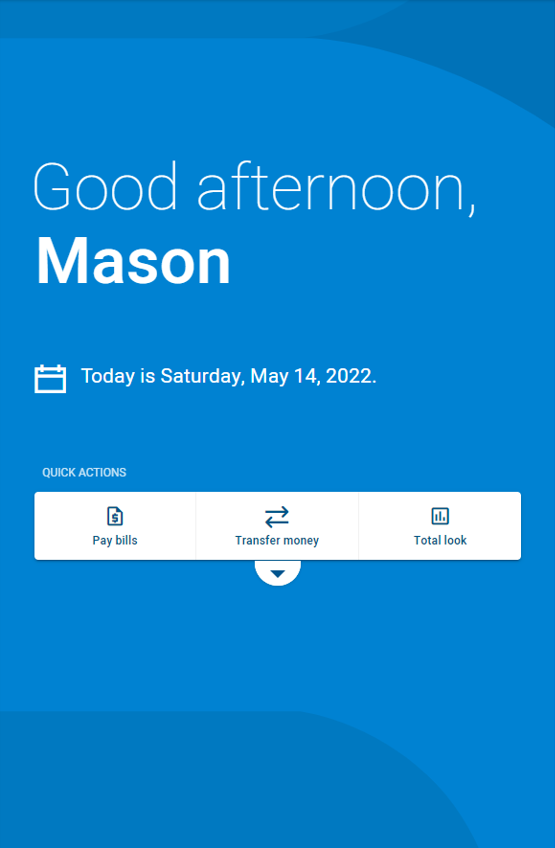 Good afternoon,
Mason
Today is Saturday, May 14, 2022.
QUICK ACTIONS
Pay bills
Transfer money
Total look